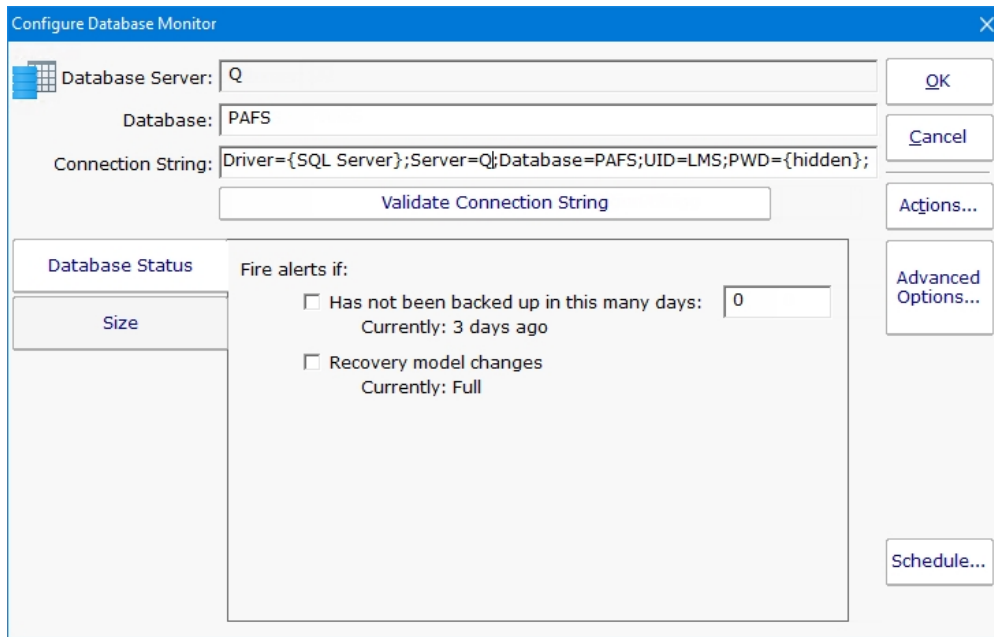 Configure Database Monitor
Database Server: Q
OK
Database: PAFS
Cancel
Connection String: Driver={SQL Server};Server=Q;Database=PAFS;UID=LMS;PWD={hidden};
Validate Connection String
Actions...
Database Status
Size
Fire alerts if:
Has not been backed up in this many days: 0
Currently: 3 days ago
Recovery model changes
Currently: Full
Advanced
Options...
Schedule...